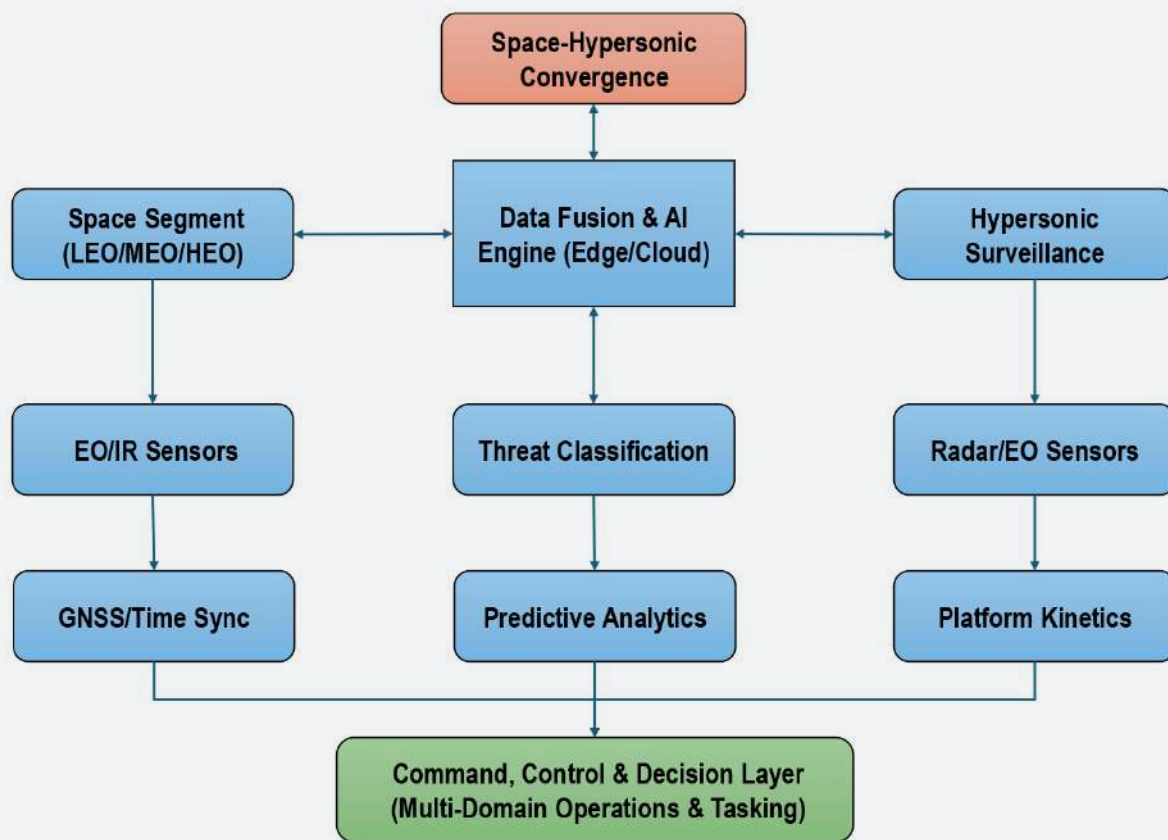 Space-Hypersonic
Convergence
Space Segment
(LEO/MEO/HEO)
Data Fusion & AI
Engine (Edge/Cloud)
Hypersonic
Surveillance
EO/IR Sensors
Threat Classification
Radar/EO Sensors
GNSS/Time Sync
Predictive Analytics
Platform Kinetics
Command, Control & Decision Layer
(Multi-Domain Operations & Tasking)